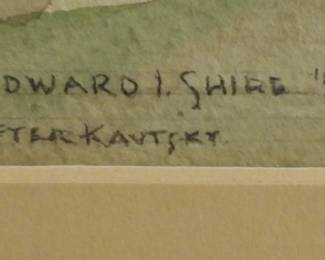 DWARD I. SHIRE '
FTER KAUTSKY